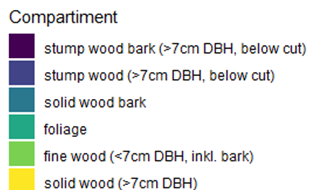 Compartiment
stump wood bark (>7cm DBH, below cut)
stump wood (>7cm DBH, below cut)
solid wood bark
foliage
fine wood (<7cm DBH, inkl. bark)
solid wood (>7cm DBH)